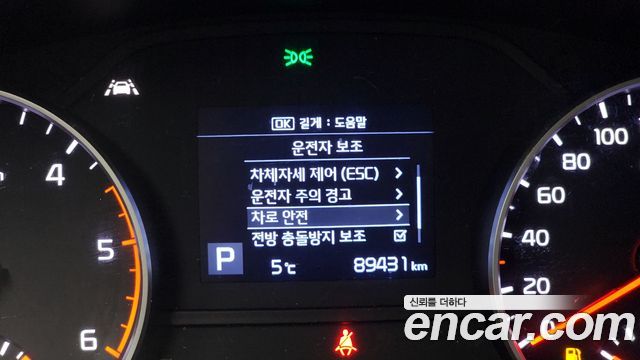 OK 길게 : 도움말
운전자 보조
차체자세 제어 (ESC)
운전자 주의 경고
차로 안전
전방 충돌방지 보조
P 5℃ 89431 km
4
5
6
100
80
60
40
20
신뢰를 더하다
encar.com